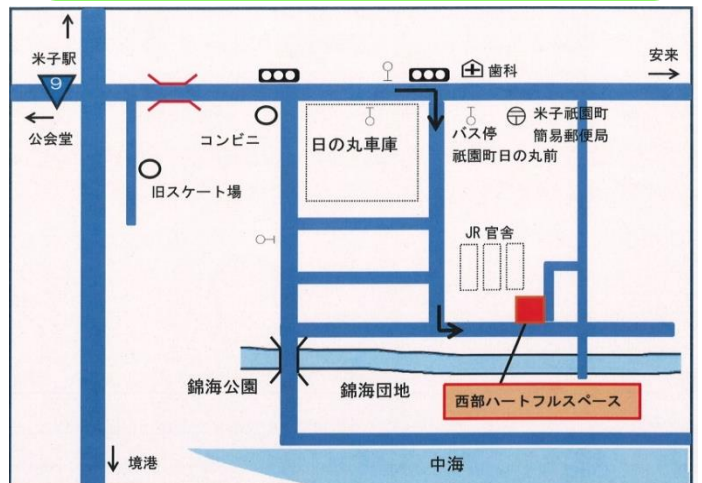 米子駅
9
公会堂
安来
歯科
コンビニ
日の丸車庫
バス停
祇園町日の丸前
米子祇園町
簡易郵便局
旧スケート場
JR 官舎
錦海公園
錦海団地
西部ハートフルスペース
境港
中海